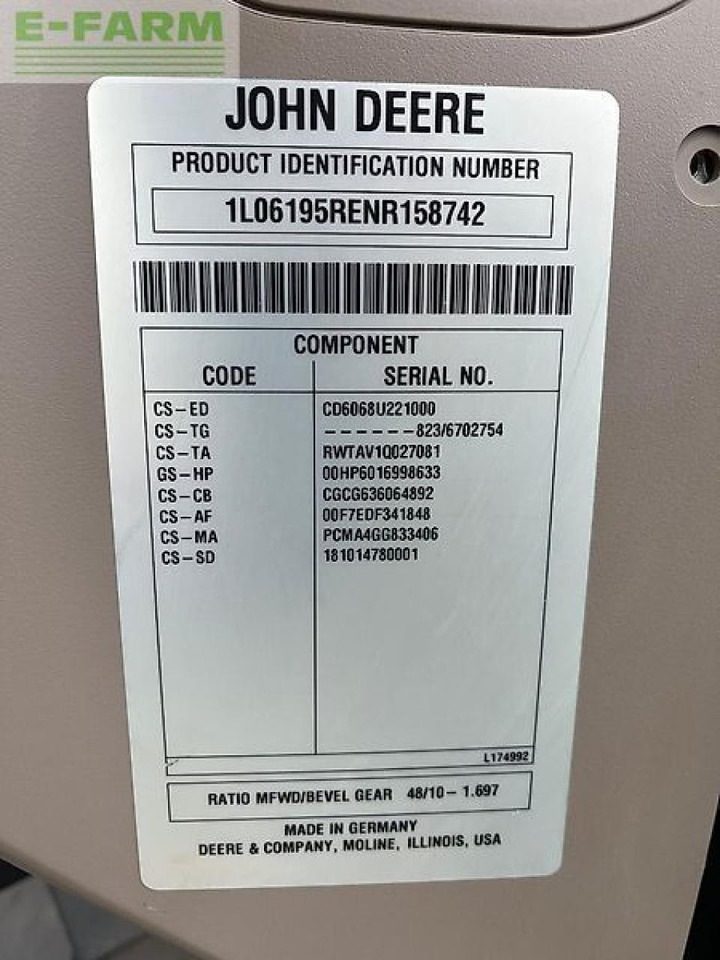 E-FARM
JOHN DEERE
PRODUCT IDENTIFICATION NUMBER
1L06195RENR158742
COMPONENT
CODE SERIAL NO.
CS-ED CD6068U221000
CS-TG ------823/6702754
CS-TA RWTAV1Q027081
GS-HP 00HP6016998633
CS-CB CGCG636064892
CS-AF 00F7EDF341848
CS-MA PCMA4GG833406
CS-SD 181014780001
L174992
RATIO MFWD/BEVEL GEAR 48/10-1.697
MADE IN GERMANY
DEERE & COMPANY, MOLINE, ILLINOIS, USA